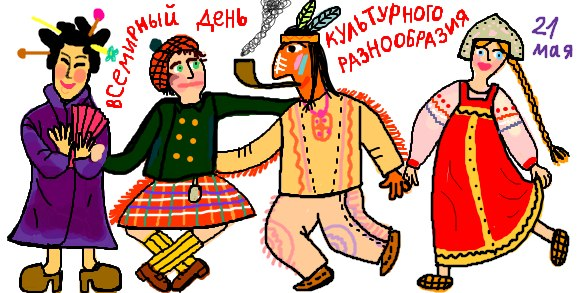 ВСЕМИРНЫЙ ДЕНЬ
КУЛЬТУРНОГО
РАЗНООБРАЗИЯ
21
МАЯ